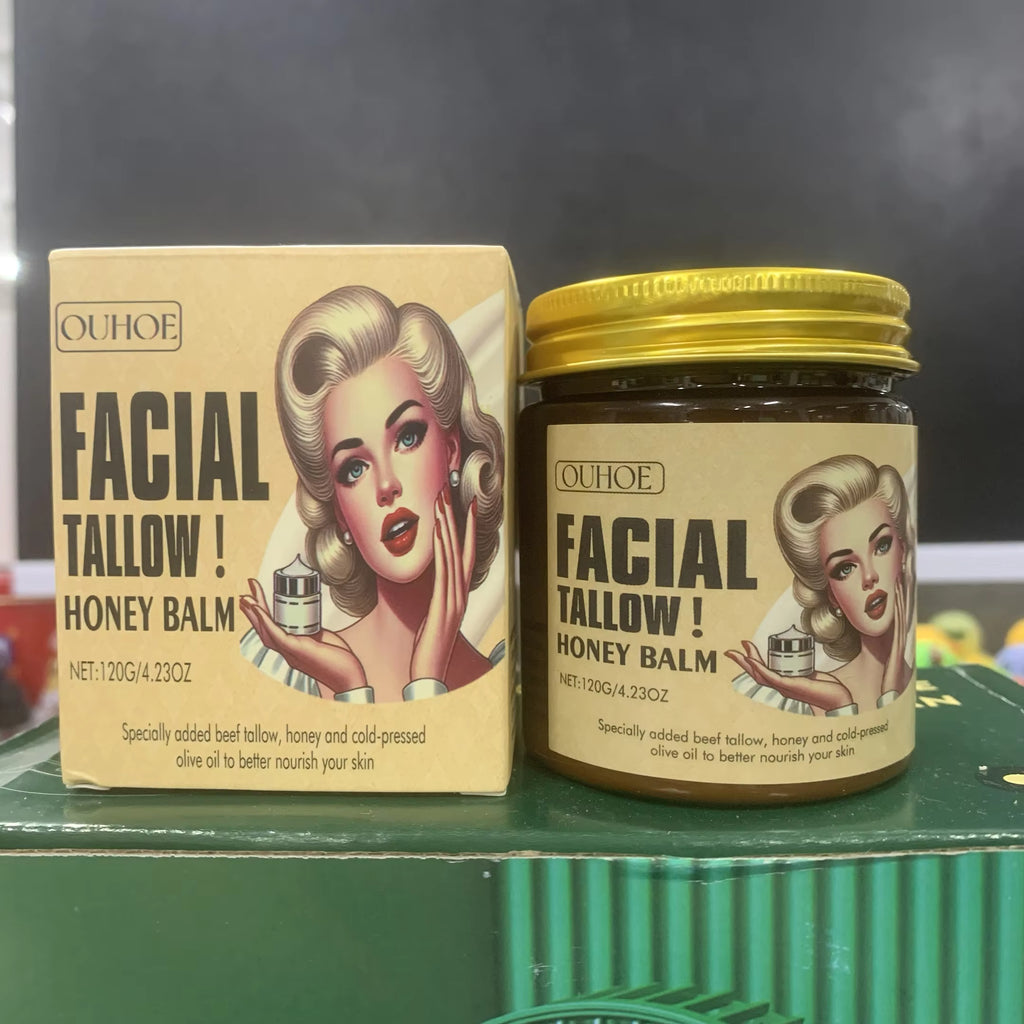 OUHOE
FACIAL
TALLOW !
HONEY BALM
NET:120G/4.23OZ
Specially added beef tallow, honey and cold-pressed
olive oil to better nourish your skin
OUHOE
FACIAL
TALLOW !
HONEY BALM
NET:120G/4.23OZ
Specially added beef tallow, honey and cold-pressed
olive oil to better nourish your skin